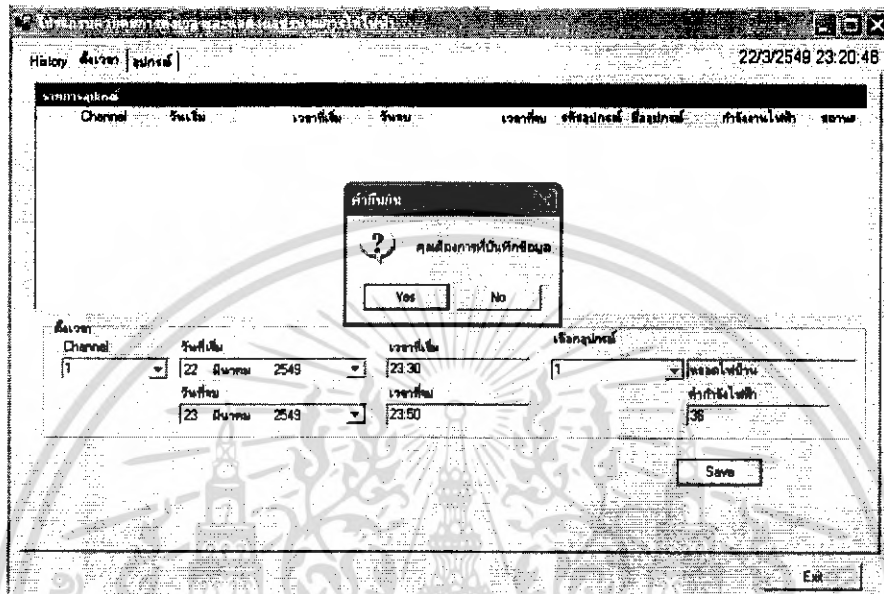 22/3/2549 23:20:46
History ตั้งเวลา อุปกรณ์
รายการอุปกรณ์
Channel วันเริ่ม เวลาที่เริ่ม วันจบ เวลาที่จบ รหัสอุปกรณ์ ชื่ออุปกรณ์ กำลังงานไฟฟ้า สถานะ
คำยืนยัน
คุณต้องการที่บันทึกข้อมูล
Yes No
ตั้งเวลา
Channel วันที่เริ่ม เวลาที่เริ่ม เลือกอุปกรณ์
1 22 มีนาคม 2549 23:30 1 หลอดไฟบ้าน
วันที่จบ เวลาที่จบ ค่ากำลังไฟฟ้า
23 มีนาคม 2549 23:50 36
Save
Exit